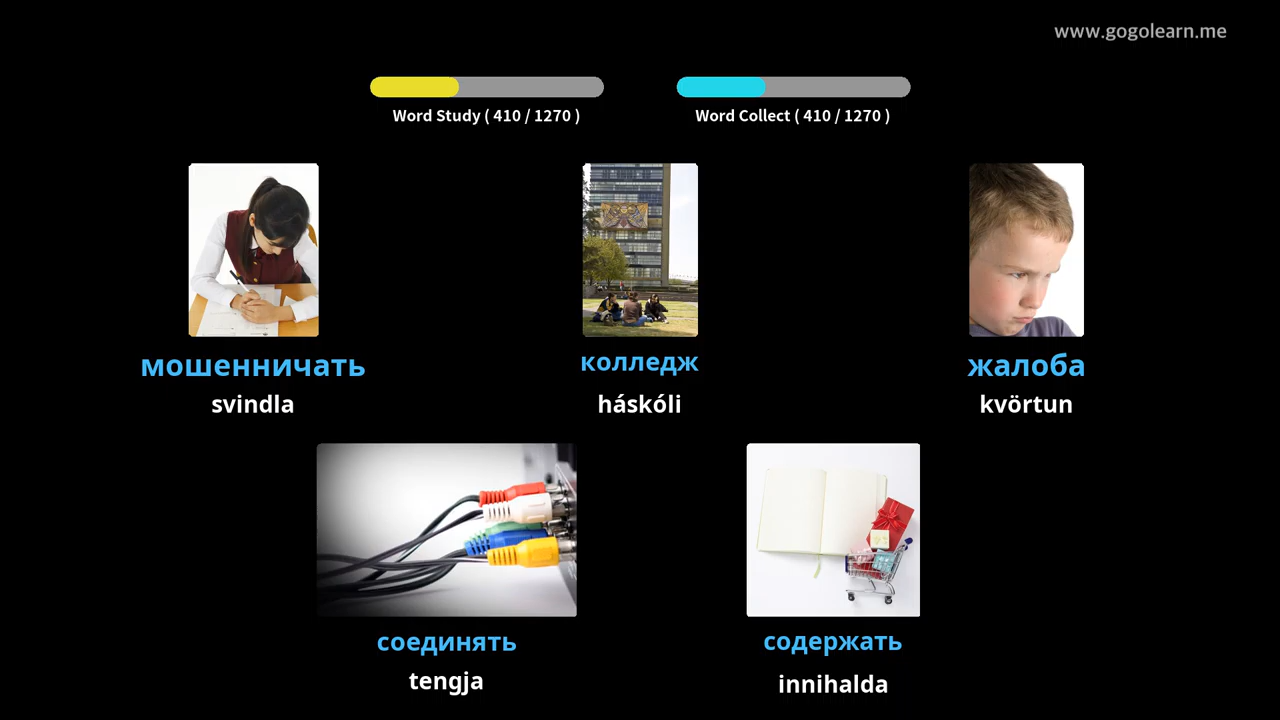 www.gogolearn.me
Word Study ( 410 / 1270 )
Word Collect ( 410 / 1270 )
мошенничать
svindla
колледж
háskóli
жалоба
kvörtun
соединять
tengja
содержать
innihalda